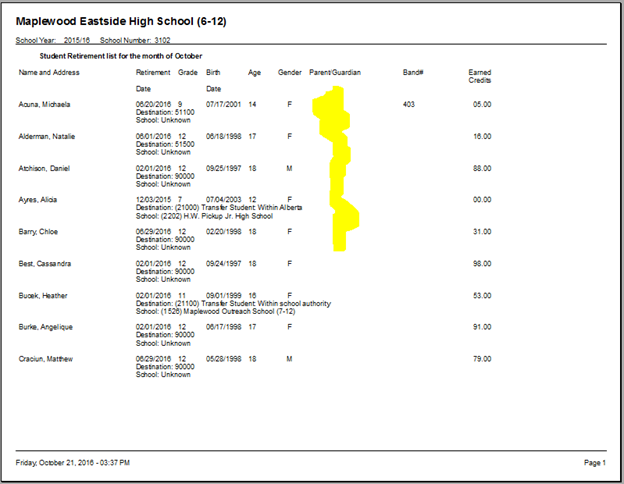 Maplewood Eastside High School (6-12)
School Year: 2015/16 School Number: 3102
Student Retirement list for the month of October
Name and Address Retirement Grade Birth Age Gender Parent/Guardian Band# Earned
Credits
Date Date
Acuna, Michaela 06/20/2016 9 07/17/2001 14 F 403 05.00
Destination: 51100
School: Unknown
Alderman, Natalie 06/01/2016 12 06/18/1998 17 F 16.00
Destination: 51500
School: Unknown
Atchison, Daniel 02/01/2016 12 09/25/1997 18 M 88.00
Destination: 90000
School: Unknown
Ayres, Alicia 12/03/2015 7 07/04/2003 12 F 00.00
Destination: (21000) Transfer Student: Within Alberta
School: (2202) H.W. Pickup Jr. High School
Barry, Chloe 06/29/2016 12 02/20/1998 18 F 31.00
Destination: 90000
School: Unknown
Best, Cassandra 02/01/2016 12 09/24/1997 18 F 98.00
Destination: 90000
School: Unknown
Bucek, Heather 02/01/2016 11 09/01/1999 16 F 53.00
Destination: (21100) Transfer Student: Within school authority
School: (1526) Maplewood Outreach School (7-12)
Burke, Angelique 02/01/2016 12 06/17/1998 17 F 91.00
Destination: 90000
School: Unknown
Craciun, Matthew 06/29/2016 12 05/28/1998 18 M 79.00
Destination: 90000
School: Unknown
Friday, October 21, 2016 - 03:37 PM Page 1